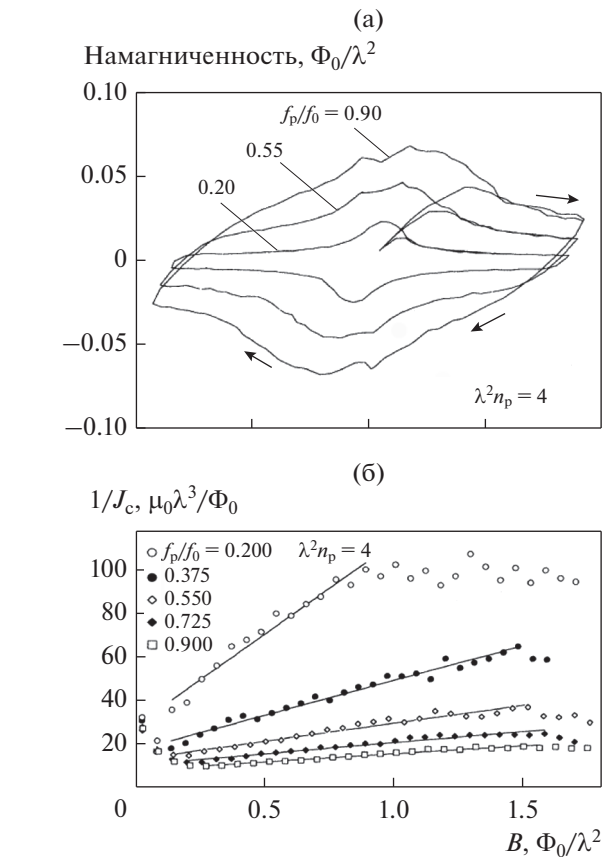 (а)
Намагниченность, Φ₀/λ²
0.10
fₚ/f₀ = 0.90
0.55
0.05
0.20
0
−0.05
λ²nₚ = 4
−0.10
(б)
1/J_c, μ₀λ³/Φ₀
fₚ/f₀ = 0.200 λ²nₚ = 4
100
0.375
0.550
80
0.725
0.900
60
40
20
0 0.5 1.0 1.5
B, Φ₀/λ²